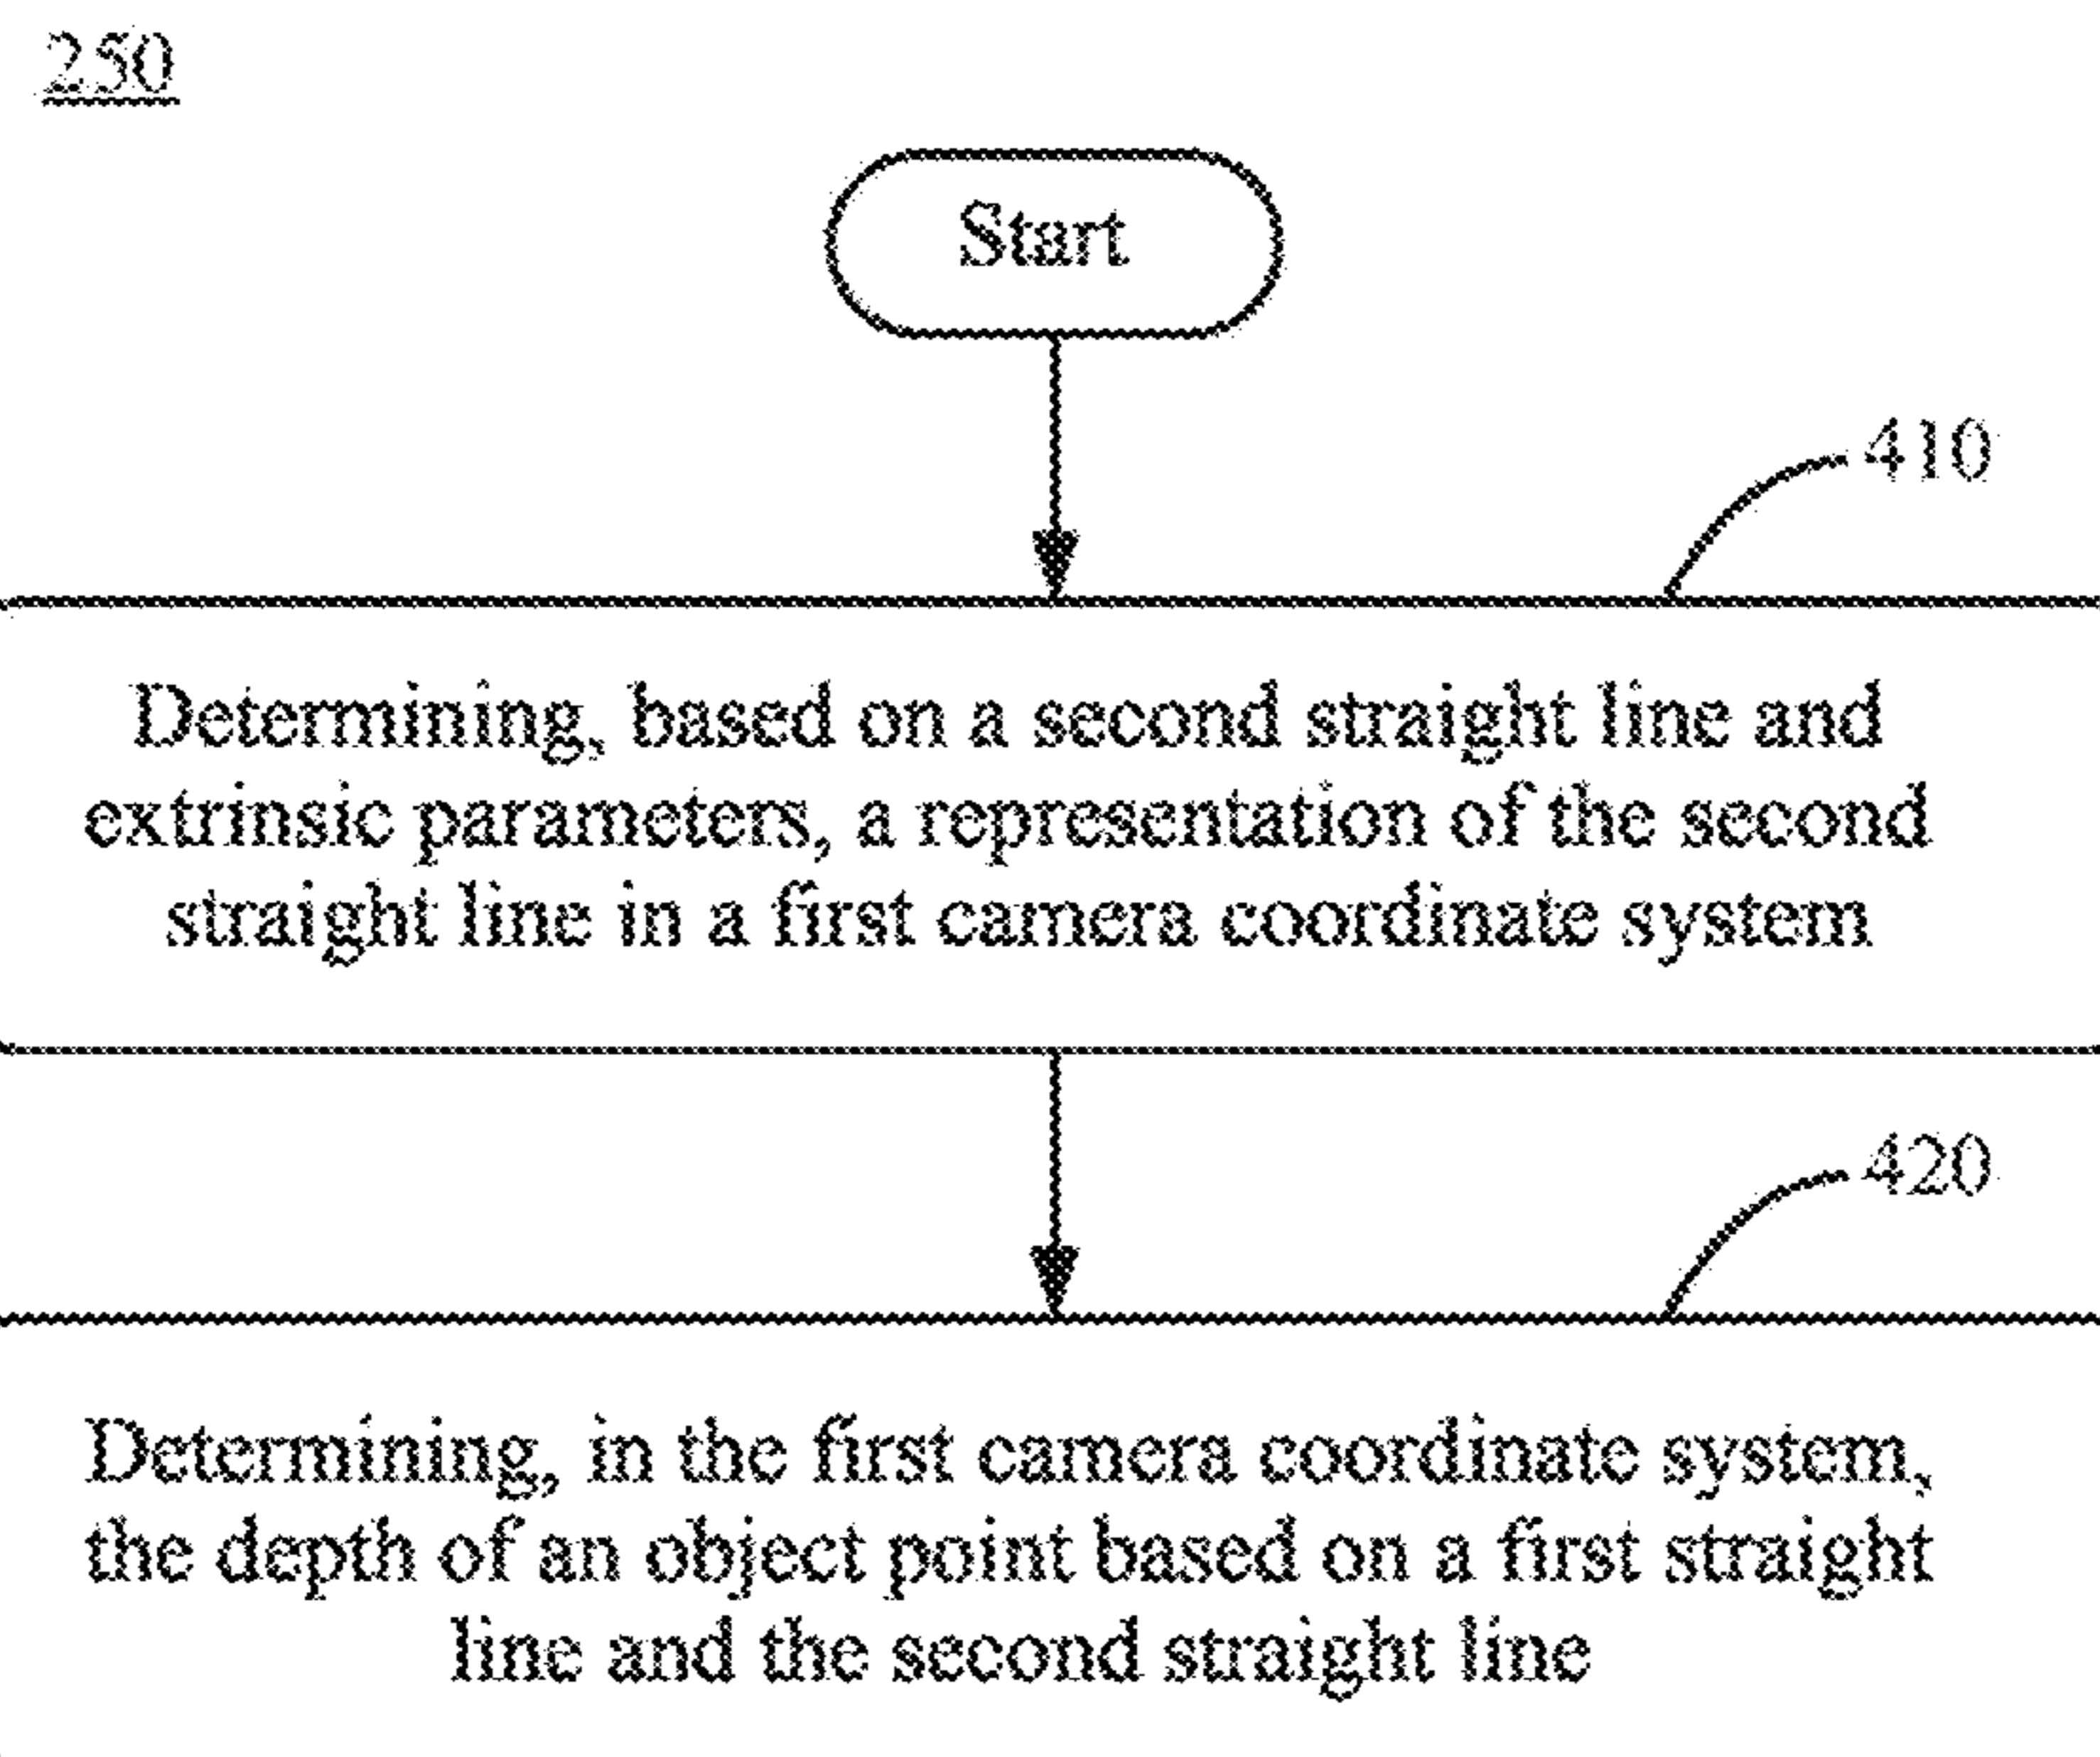 250
Start
410
Determining, based on a second straight line and
extrinsic parameters, a representation of the second
straight line in a first camera coordinate system
420
Determining, in the first camera coordinate system,
the depth of an object point based on a first straight
line and the second straight line